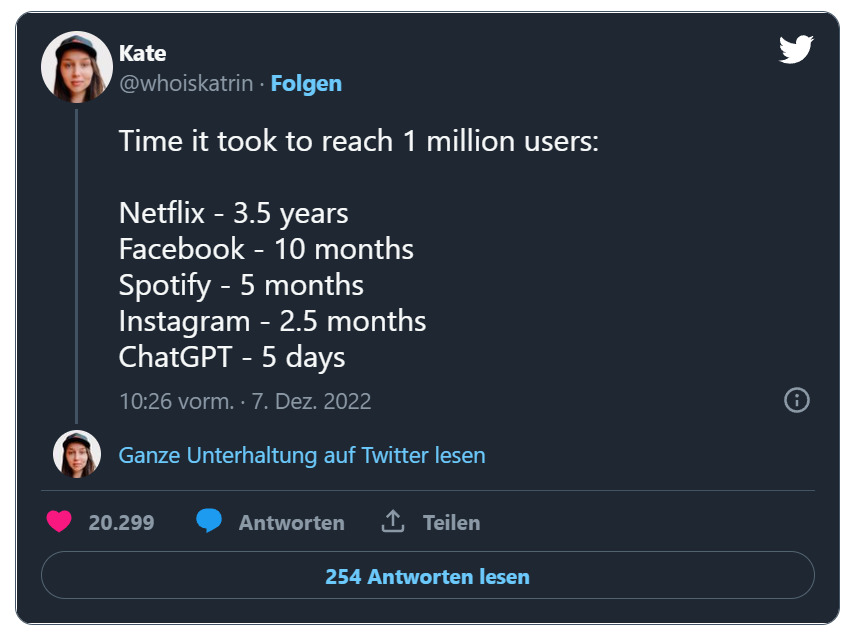 Kate
@whoiskatrin · Folgen
Time it took to reach 1 million users:
Netflix - 3.5 years
Facebook - 10 months
Spotify - 5 months
Instagram - 2.5 months
ChatGPT - 5 days
10:26 vorm. · 7. Dez. 2022
Ganze Unterhaltung auf Twitter lesen
20.299 Antworten Teilen
254 Antworten lesen